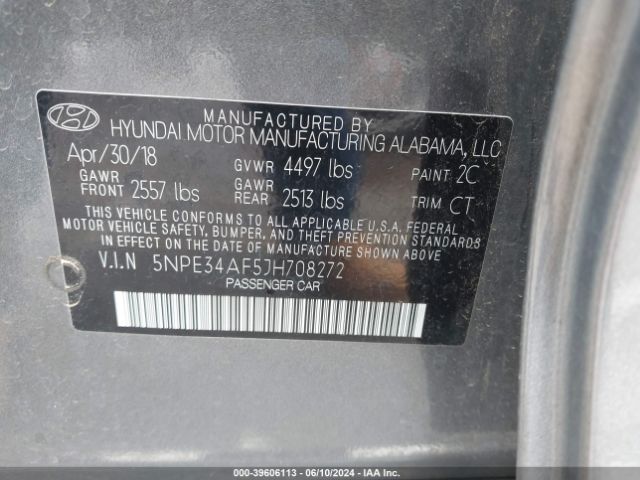 MANUFACTURED BY
HYUNDAI MOTOR MANUFACTURING ALABAMA, LLC
Apr/30/18 GVWR 4497 lbs PAINT 2C
GAWR FRONT 2557 lbs GAWR REAR 2513 lbs TRIM CT
THIS VEHICLE CONFORMS TO ALL APPLICABLE U.S.A. FEDERAL
MOTOR VEHICLE SAFETY, BUMPER, AND THEFT PREVENTION STANDARDS
IN EFFECT ON THE DATE OF MANUFACTURE SHOWN ABOVE.
V.I.N 5NPE34AF5JH708272
PASSENGER CAR
000-39606113 - 06/10/2024 - IAA Inc.